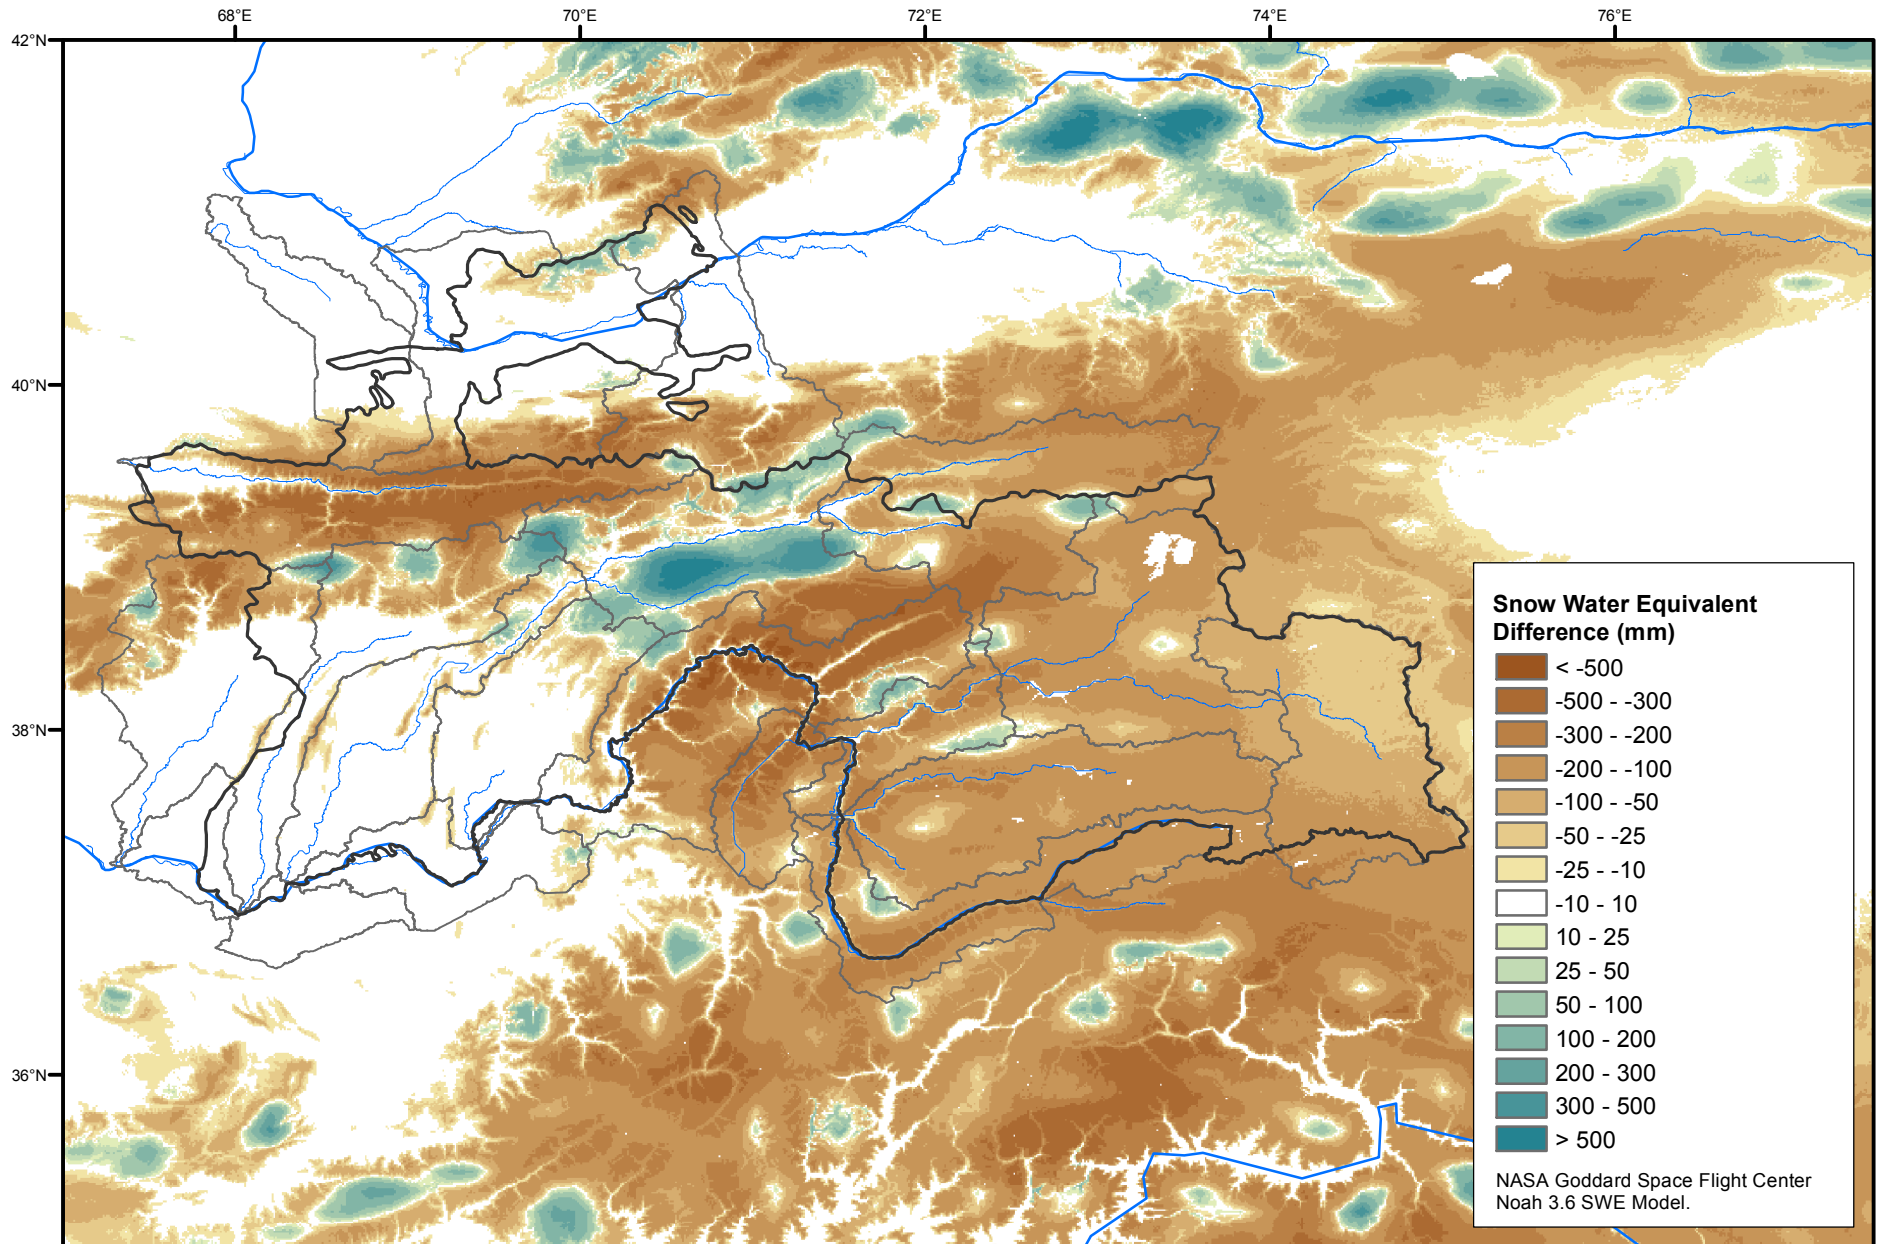 68°E
70°E
72°E
74°E
76°E
42°N
40°N
38°N
36°N
Snow Water Equivalent
Difference (mm)
< -500
-500 - -300
-300 - -200
-200 - -100
-100 - -50
-50 - -25
-25 - -10
-10 - 10
10 - 25
25 - 50
50 - 100
100 - 200
200 - 300
300 - 500
> 500
NASA Goddard Space Flight Center
Noah 3.6 SWE Model.